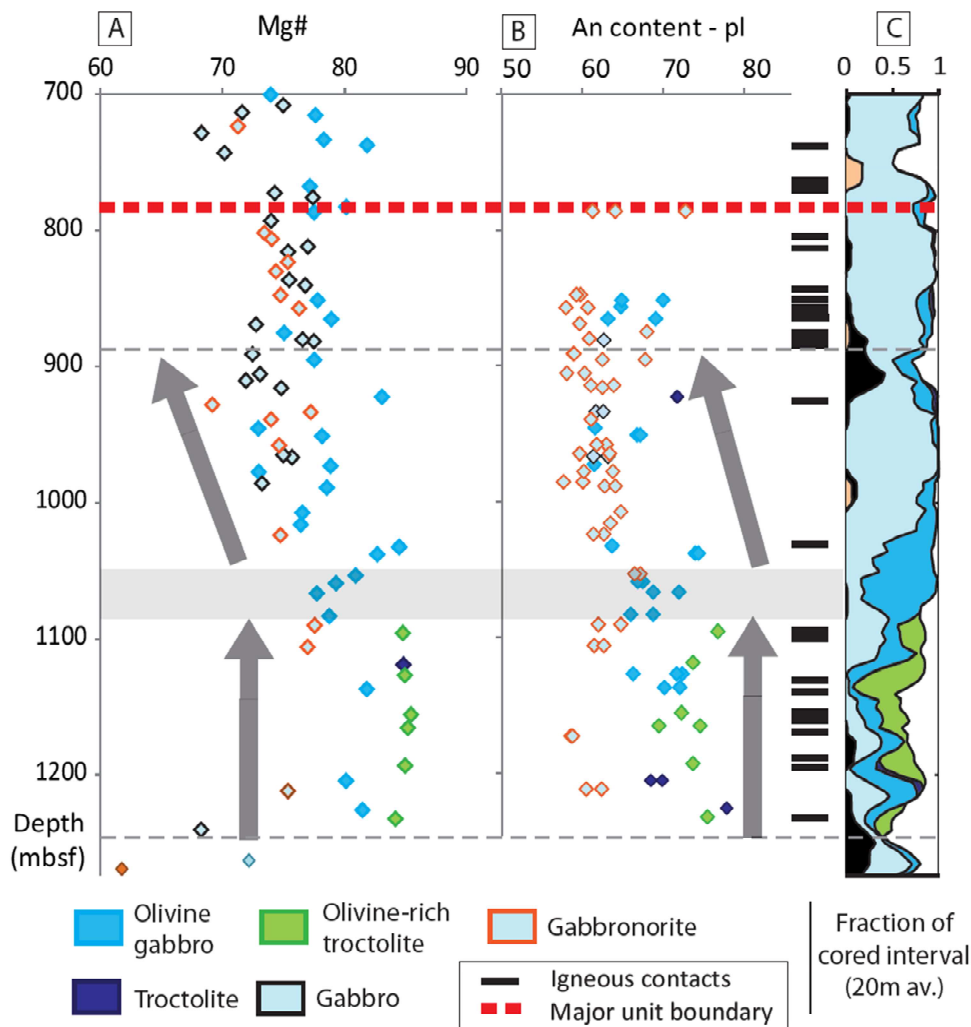 A Mg# B An content - pl C
60 70 80 90 50 60 70 80 0 0.5 1
700
800
900
1000
1100
1200
Depth
(mbsf)
Olivine gabbro
Olivine-rich troctolite
Gabbronorite
Troctolite
Gabbro
Igneous contacts
Major unit boundary
Fraction of
cored interval
(20m av.)